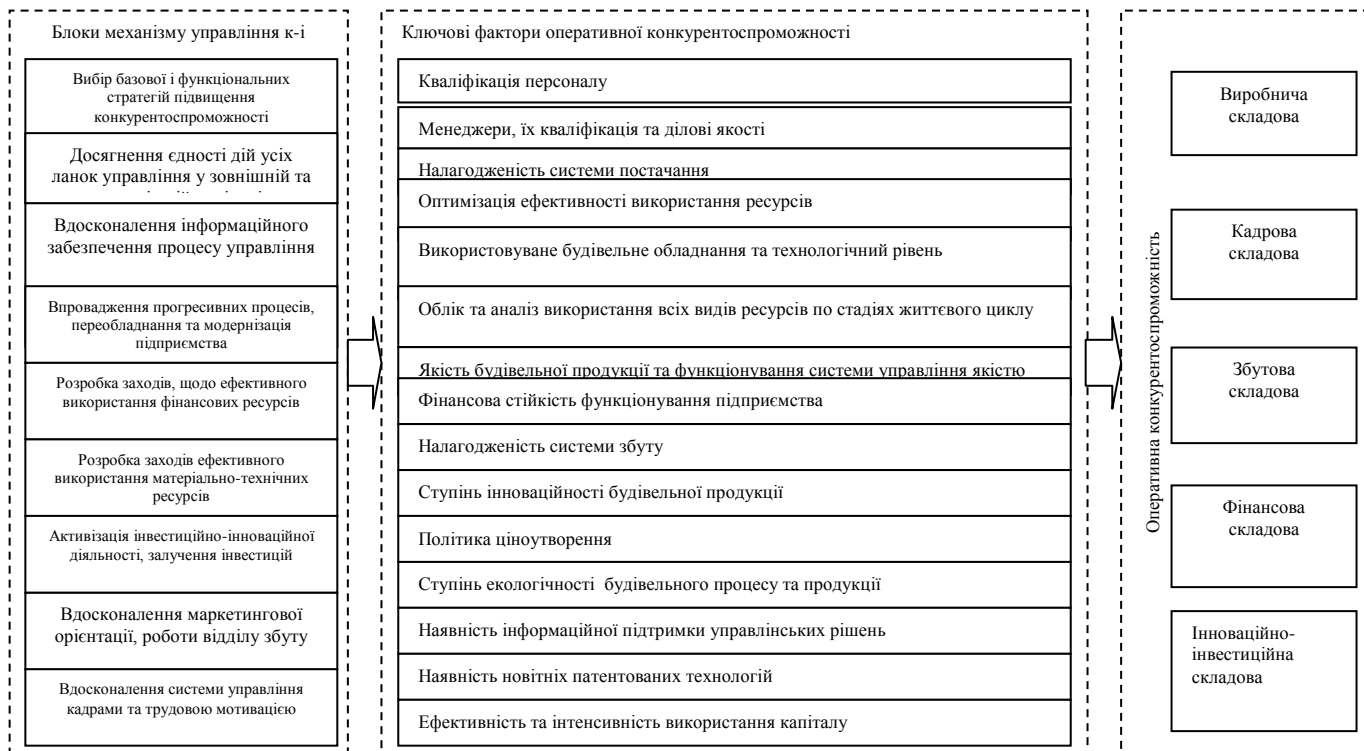 Блоки механізму управління к-і
Вибір базової і функціональних
стратегій підвищення
конкурентоспроможності
Досягнення єдності дій усіх
ланок управління у зовнішній та
Вдосконалення інформаційного
забезпечення процесу управління
Впровадження прогресивних процесів,
переобладнання та модернізація
підприємства
Розробка заходів, щодо ефективного
використання фінансових ресурсів
Розробка заходів ефективного
використання матеріально-технічних
ресурсів
Активізація інвестиційно-інноваційної
діяльності, залучення інвестицій
Вдосконалення маркетингової
орієнтації, роботи відділу збуту
Вдосконалення системи управління
кадрами та трудовою мотивацією
Ключові фактори оперативної конкурентоспроможності
Кваліфікація персоналу
Менеджери, їх кваліфікація та ділові якості
Налагодженість системи постачання
Оптимізація ефективності використання ресурсів
Використовуване будівельне обладнання та технологічний рівень
Облік та аналіз використання всіх видів ресурсів по стадіях життєвого циклу
Якість будівельної продукції та функціонування системи управління якістю
Фінансова стійкість функціонування підприємства
Налагодженість системи збуту
Ступінь інноваційності будівельної продукції
Політика ціноутворення
Ступінь екологічності будівельного процесу та продукції
Наявність інформаційної підтримки управлінських рішень
Наявність новітніх патентованих технологій
Ефективність та інтенсивність використання капіталу
Оперативна конкурентоспроможність
Виробнича
складова
Кадрова
складова
Збутова
складова
Фінансова
складова
Інноваційно-
інвестиційна
складова